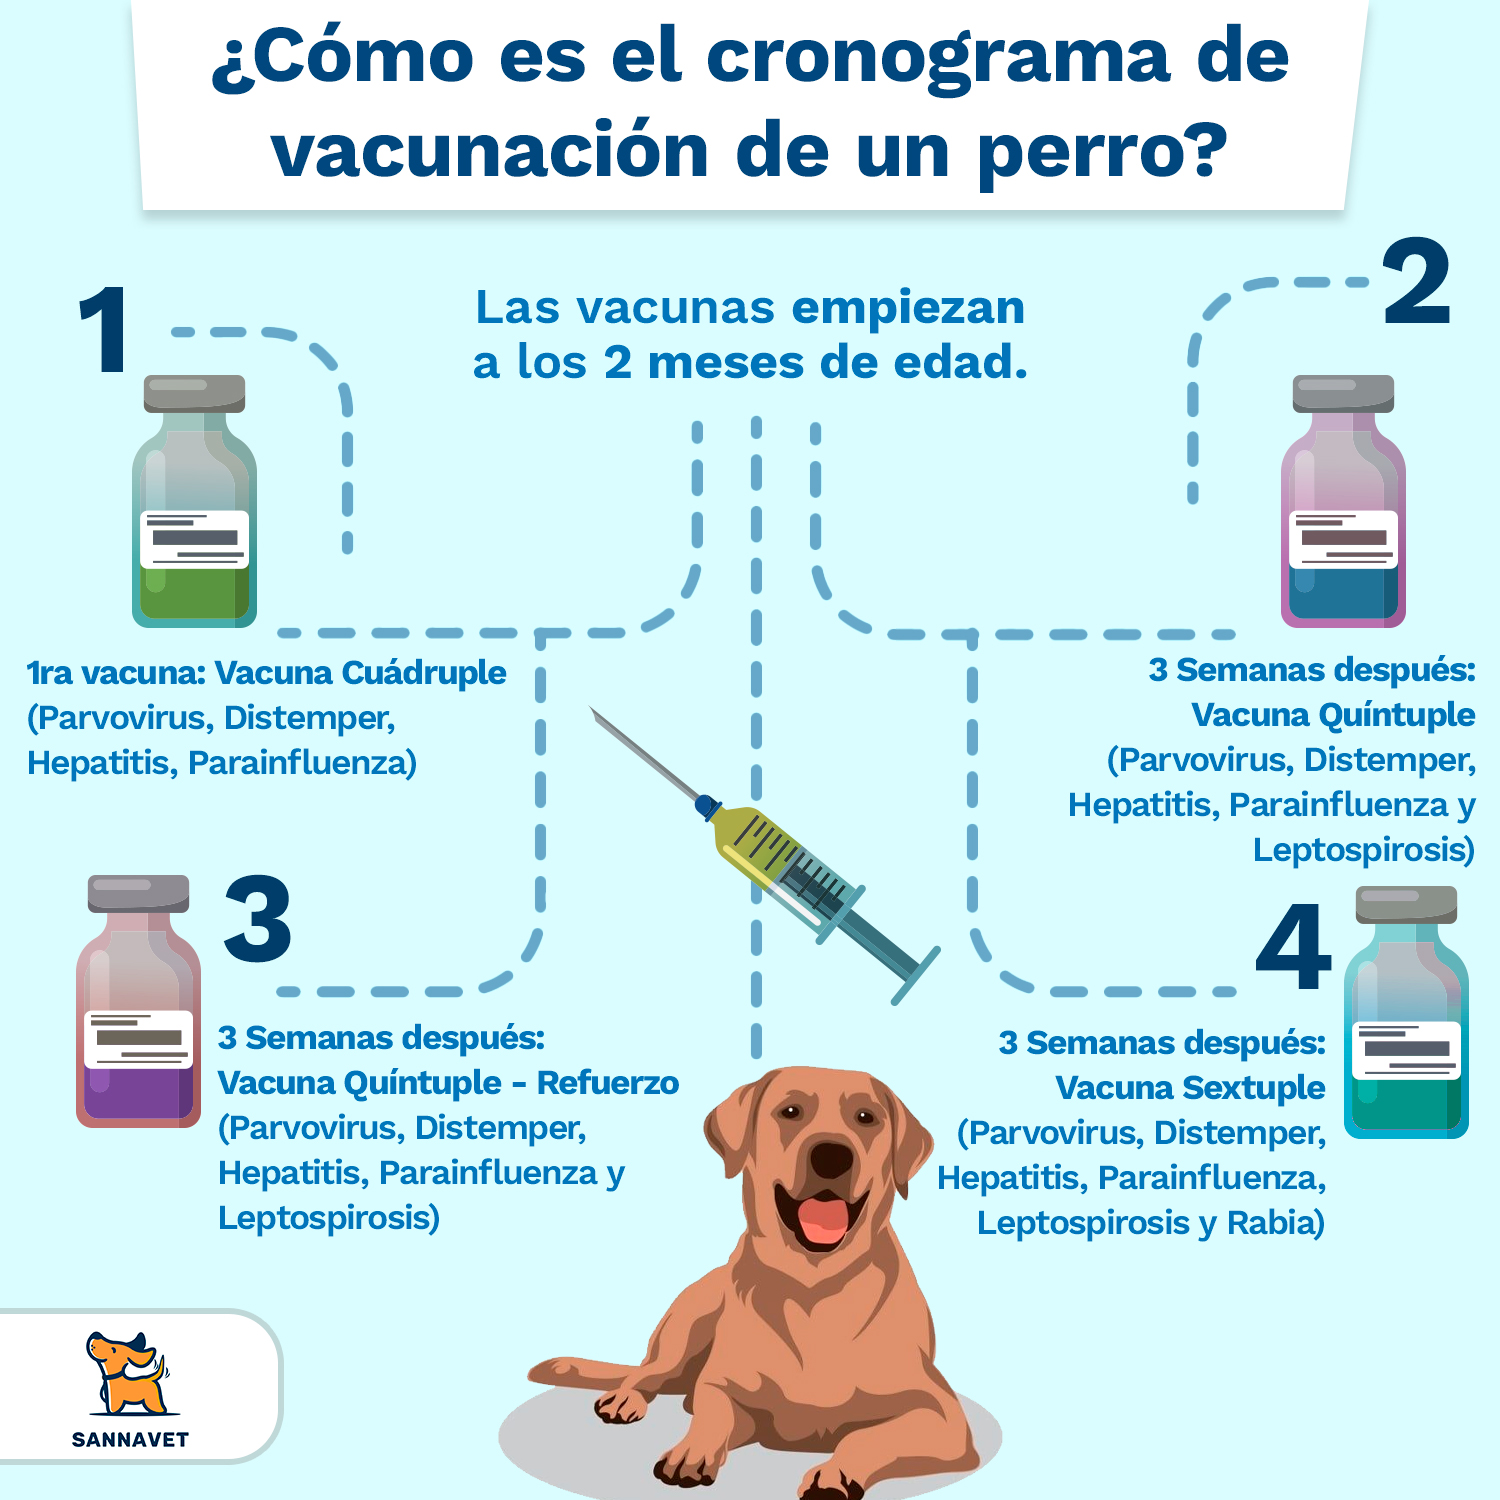 ¿Cómo es el cronograma de
vacunación de un perro?
Las vacunas empiezan
a los 2 meses de edad.
1
1ra vacuna: Vacuna Cuádruple
(Parvovirus, Distemper,
Hepatitis, Parainfluenza)
2
3 Semanas después:
Vacuna Quíntuple
(Parvovirus, Distemper,
Hepatitis, Parainfluenza y
Leptospirosis)
3
3 Semanas después:
Vacuna Quíntuple - Refuerzo
(Parvovirus, Distemper,
Hepatitis, Parainfluenza y
Leptospirosis)
4
3 Semanas después:
Vacuna Sextuple
(Parvovirus, Distemper,
Hepatitis, Parainfluenza,
Leptospirosis y Rabia)
SANNAVET